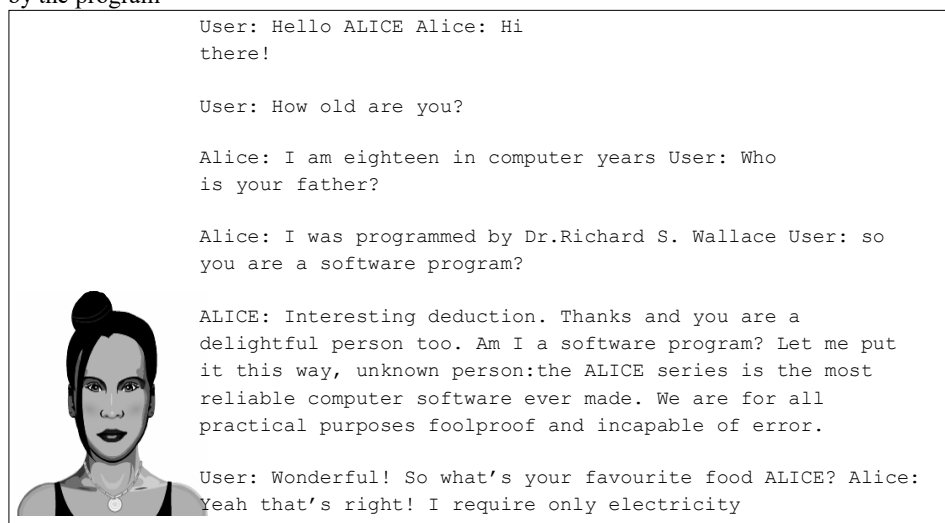 by the program
User: Hello ALICE Alice: Hi
there!
User: How old are you?
Alice: I am eighteen in computer years User: Who
is your father?
Alice: I was programmed by Dr.Richard S. Wallace User: so
you are a software program?
ALICE: Interesting deduction. Thanks and you are a
delightful person too. Am I a software program? Let me put
it this way, unknown person:the ALICE series is the most
reliable computer software ever made. We are for all
practical purposes foolproof and incapable of error.
User: Wonderful! So what’s your favourite food ALICE? Alice:
Yeah that’s right! I require only electricity